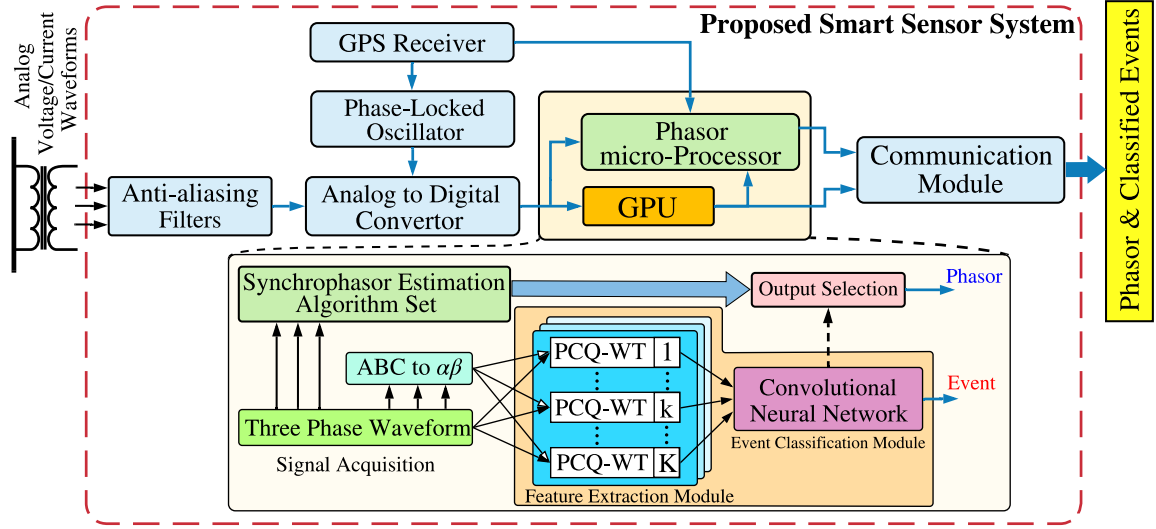 Proposed Smart Sensor System
Analog
Voltage/Current
Waveforms
GPS Receiver
Phase-Locked
Oscillator
Anti-aliasing
Filters
Analog to Digital
Convertor
Phasor
micro-Processor
GPU
Communication
Module
Phasor & Classified Events
Synchrophasor Estimation
Algorithm Set
Output Selection
Phasor
ABC to αβ
Three Phase Waveform
Signal Acquisition
PCQ-WT 1
PCQ-WT k
PCQ-WT K
Feature Extraction Module
Convolutional
Neural Network
Event Classification Module
Event